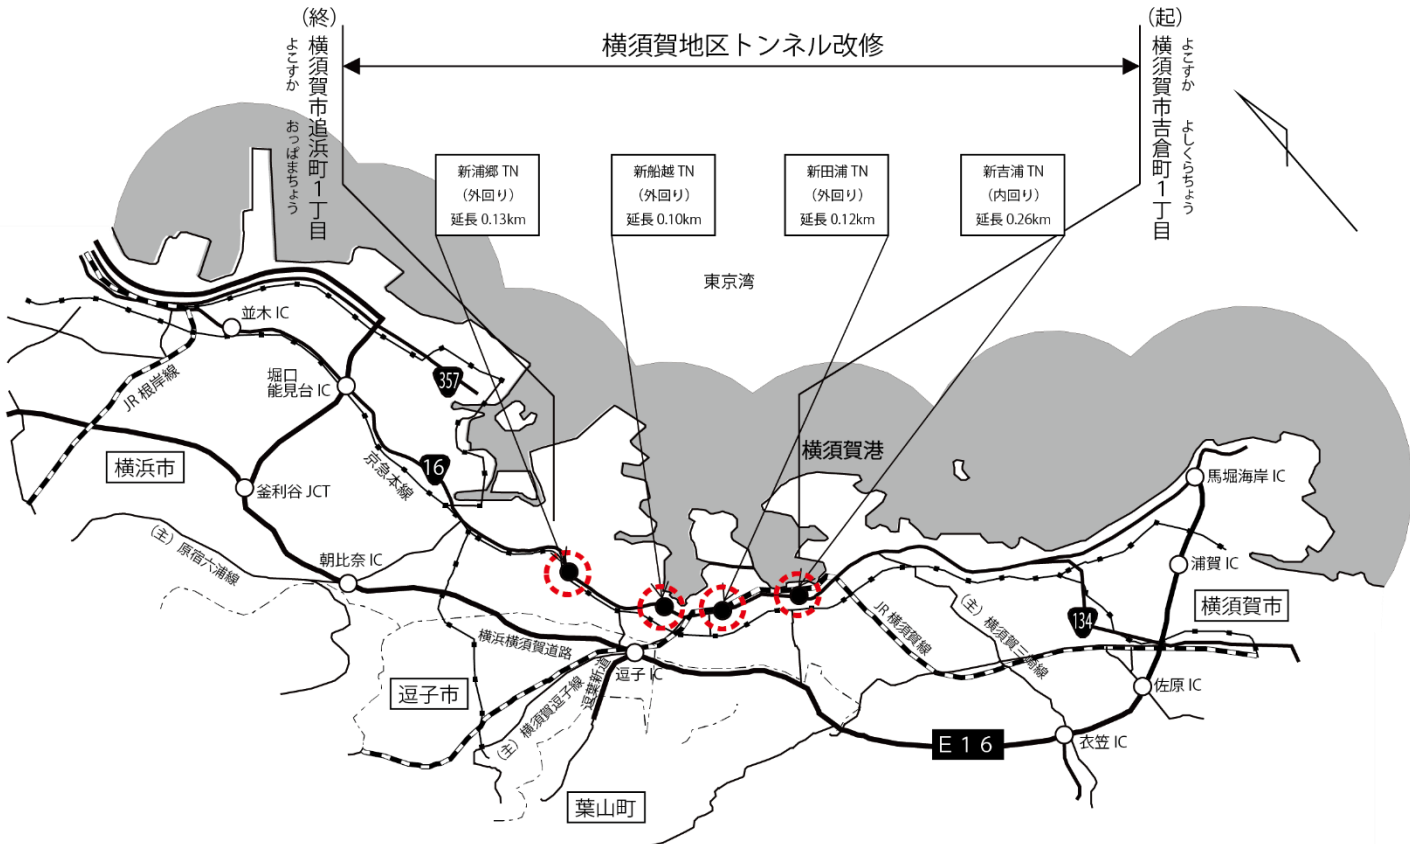 (終)
横須賀市追浜町1丁目
よこすか おっぱまちょう
横須賀地区トンネル改修
(起)
横須賀市吉倉町1丁目
よこすか よしくらちょう
新浦郷 TN
(外回り)
延長 0.13km
新船越 TN
(外回り)
延長 0.10km
新田浦 TN
(外回り)
延長 0.12km
新吉浦 TN
(内回り)
延長 0.26km
東京湾
並木 IC
堀口
能見台 IC
JR 根岸線
357
横浜市
16
京急本線
釜利谷 JCT
横須賀港
馬堀海岸 IC
(主) 原宿六浦線
朝比奈 IC
浦賀 IC
横須賀市
134
横浜横須賀道路
JR 横須賀線
(主) 横須賀三崎線
逗子 IC
逗子市
(主) 横須賀逗子線
逗葉新道
佐原 IC
E16
衣笠 IC
葉山町